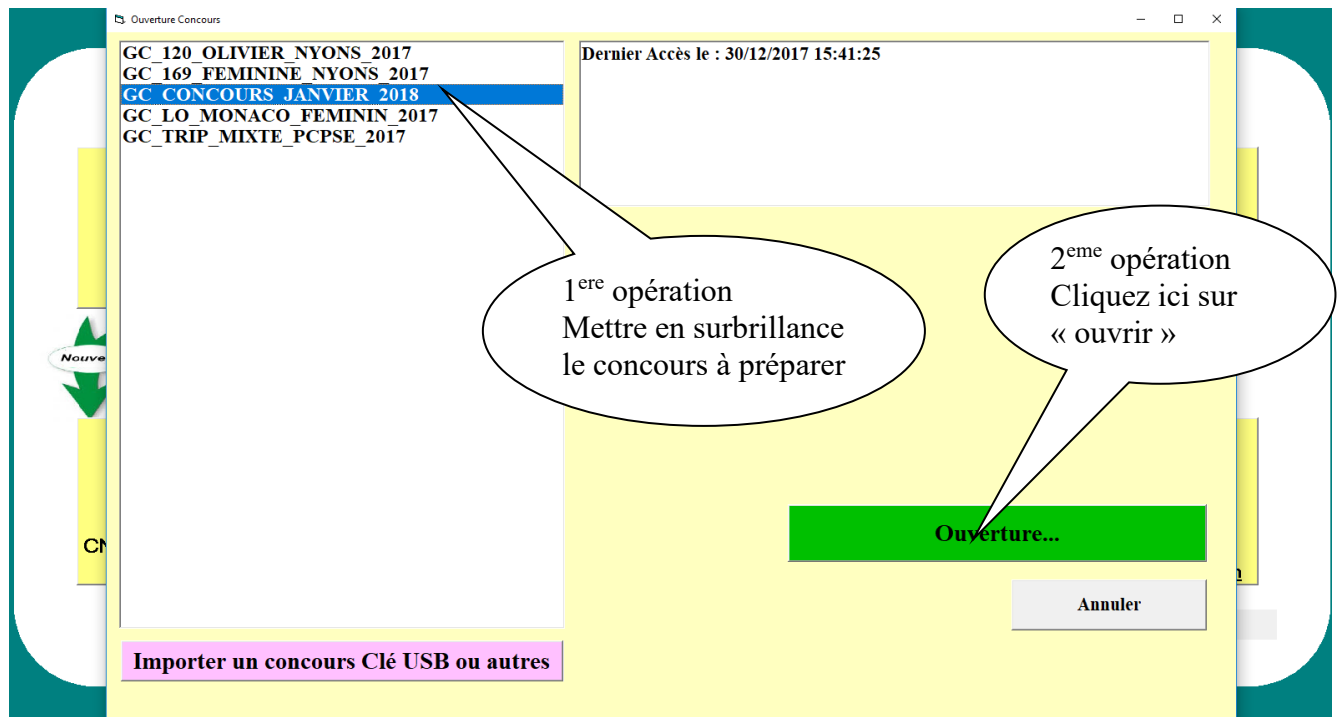 Ouverture Concours
GC_120_OLIVIER_NYONS_2017
GC_169_FEMININE_NYONS_2017
GC_CONCOURS_JANVIER_2018
GC_LO_MONACO_FEMININ_2017
GC_TRIP_MIXTE_PCPSE_2017
Dernier Accès le : 30/12/2017 15:41:25
1ere opération
Mettre en surbrillance
le concours à préparer
2eme opération
Cliquez ici sur
« ouvrir »
Ouverture...
Annuler
Importer un concours Clé USB ou autres